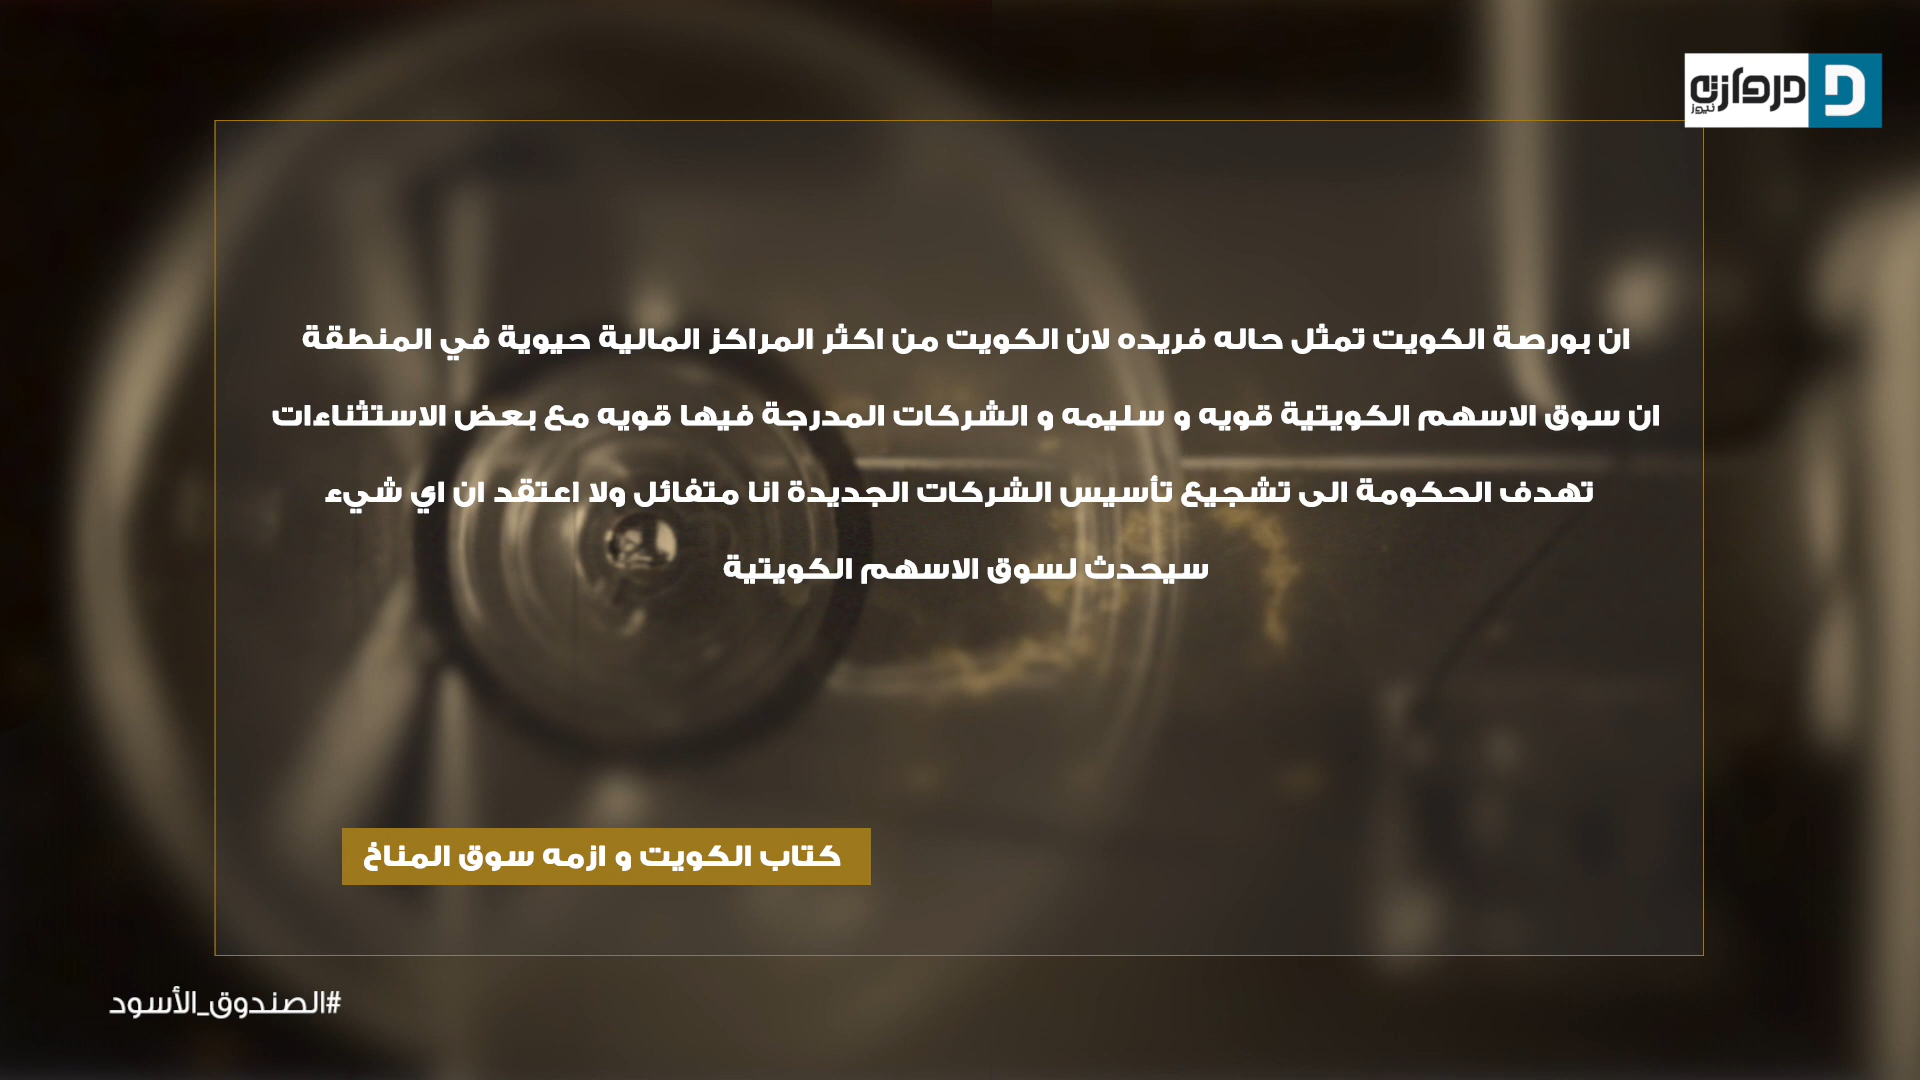 دروازة
نيوز
D
ان بورصة الكويت تمثل حاله فريده لان الكويت من اكثر المراكز المالية حيوية في المنطقة
ان سوق الاسهم الكويتية قويه و سليمه و الشركات المدرجة فيها قويه مع بعض الاستثناءات
تهدف الحكومة الى تشجيع تأسيس الشركات الجديدة انا متفائل ولا اعتقد ان اي شيء
سيحدث لسوق الاسهم الكويتية
كتاب الكويت و ازمه سوق المناخ
#الصندوق_الأسود